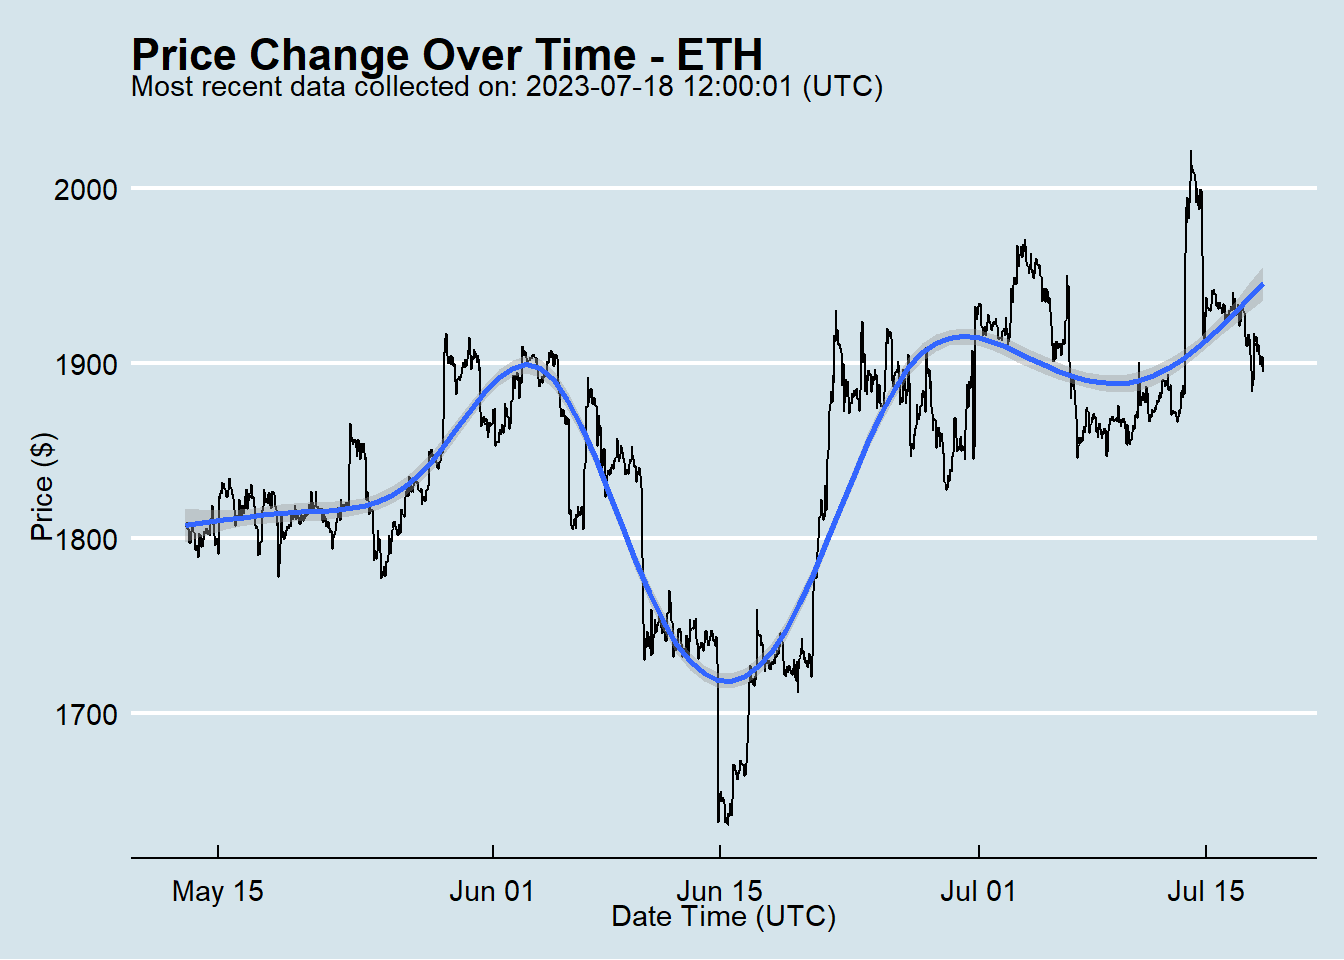 Price Change Over Time - ETH
Most recent data collected on: 2023-07-18 12:00:01 (UTC)
2000
1900
1800
1700
Price ($)
May 15
Jun 01
Jun 15
Jul 01
Jul 15
Date Time (UTC)